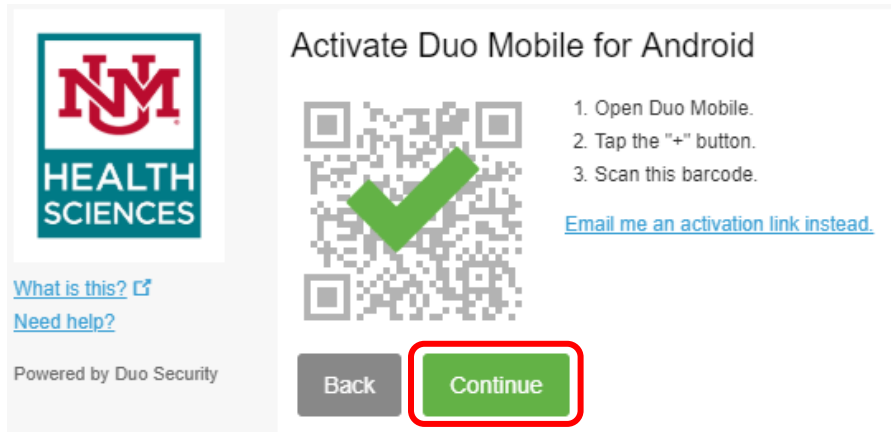 UNM
HEALTH
SCIENCES
What is this?
Need help?
Powered by Duo Security
Activate Duo Mobile for Android
1. Open Duo Mobile.
2. Tap the "+" button.
3. Scan this barcode.
Email me an activation link instead.
Back
Continue